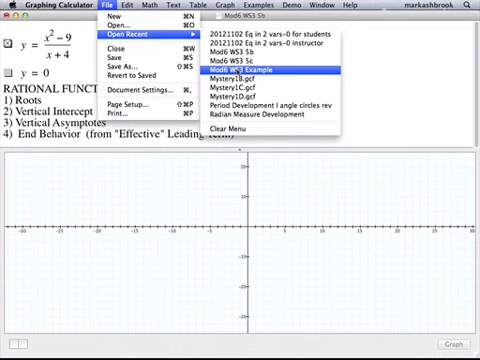 Graphing Calculator File Edit Math Text Table Graph Examples Demo Window Help markashbrook
Mod6 WS3 5b
New ⌘N
Open... ⌘O
Open Recent
Close ⌘W
Save ⌘S
Save As... ⇧⌘S
Revert to Saved
Document Settings...
Page Setup... ⇧⌘P
Print... ⌘P
20121102 Eq in 2 vars-0 for students
20121102 Eq in 2 vars-0 instructor
Mod6 WS3 5b
Mod6 WS3 5c
Mod6 WS3 Example
Mystery1B.gcf
Mystery1C.gcf
Mystery1D.gcf
Period Development I angle circles rev
Radian Measure Development
Clear Menu
y = x² − 9
x + 4
y = 0
RATIONAL FUNCT
1) Roots
2) Vertical Intercept
3) Vertical Asymptotes
4) End Behavior (from "Effective" Leading Term)
-30 -25 -20 -15 -10 -5 5 10 15 20 25 30
10
-10
Graph